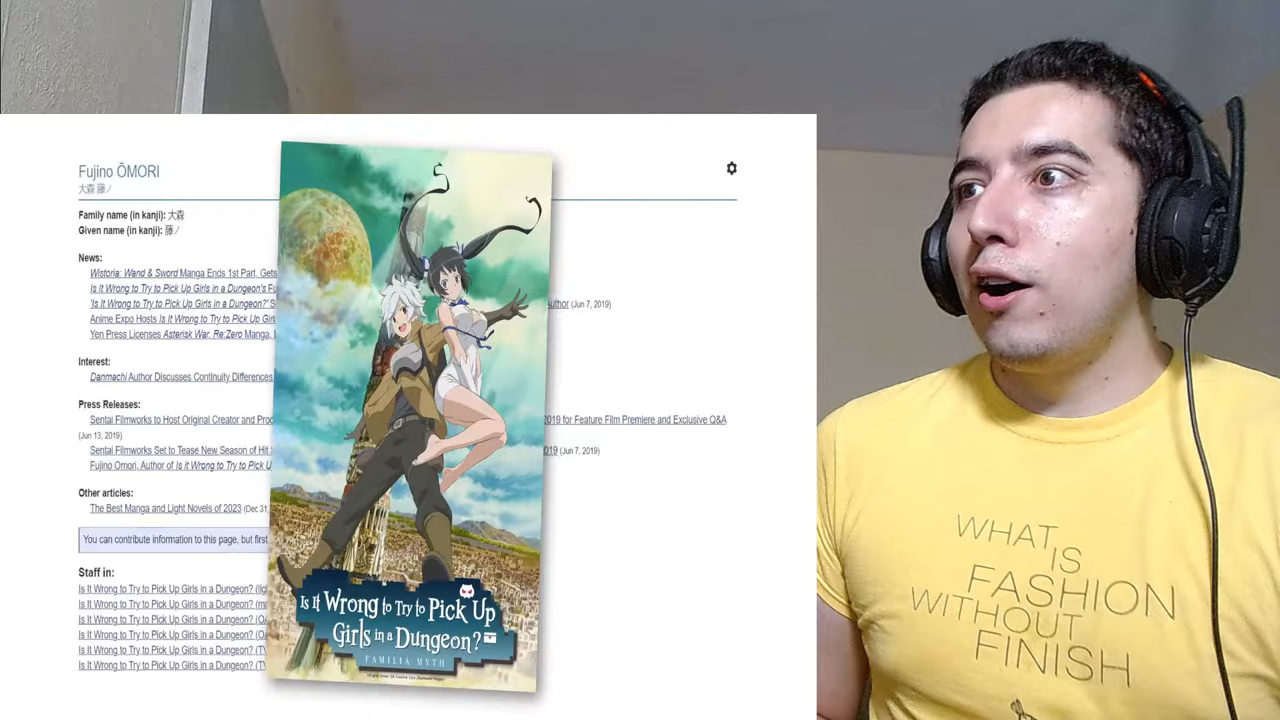 Fujino ŌMORI
大森 藤ノ
Family name (in kanji): 大森
Given name (in kanji): 藤ノ
News:
Wistoria: Wand & Sword Manga Ends 1st Part, Gets
Is It Wrong to Try to Pick Up Girls in a Dungeon's
'Is It Wrong to Try to Pick Up Girls in a Dungeon?' (Jun 7, 2019)
Anime Expo Hosts Is It Wrong to Try to Pick Up
Yen Press Licenses Asterisk War, Re:Zero Manga,
Interest:
Danmachi Author Discusses Continuity Differences
Press Releases:
Sentai Filmworks to Host Original Creator and 2019 for Feature Film Premiere and Exclusive Q&A
(Jun 13, 2019)
Sentai Filmworks Set to Tease New Season of Hit (Jun 7, 2019)
Fujino Omori, Author of Is it Wrong to Try to Pick U
Other articles:
The Best Manga and Light Novels of 2023 (Dec 31,
You can contribute information to this page, but first
Staff in:
Is It Wrong to Try to Pick Up Girls in a Dungeon?
Is It Wrong to Try to Pick Up Girls in a Dungeon?
Is It Wrong to Try to Pick Up Girls in a Dungeon?
Is It Wrong to Try to Pick Up Girls in a Dungeon?
Is It Wrong to Try to Pick Up Girls in a Dungeon?
Is It Wrong to Try to Pick Up Girls in a Dungeon?
Is It Wrong to Try to Pick Up
Girls in a Dungeon?
FAMILIA MYTH
WHAT
IS
FASHION
WITHOUT
FINISH